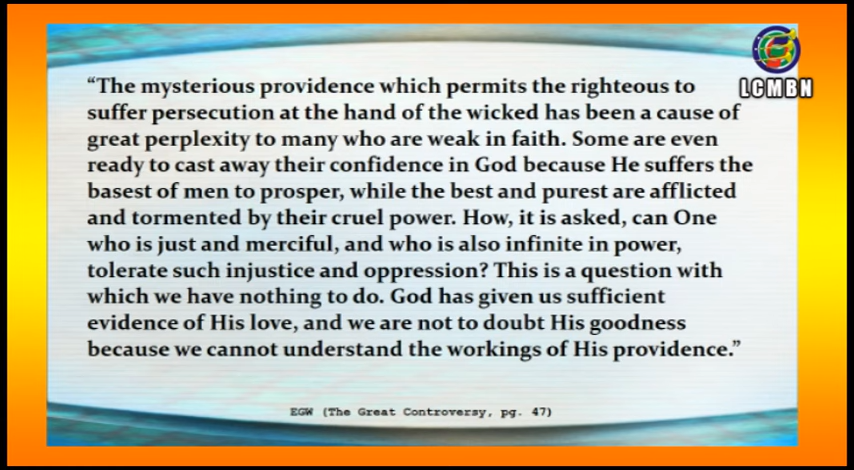 LCMBN
“The mysterious providence which permits the righteous to
suffer persecution at the hand of the wicked has been a cause of
great perplexity to many who are weak in faith. Some are even
ready to cast away their confidence in God because He suffers the
basest of men to prosper, while the best and purest are afflicted
and tormented by their cruel power. How, it is asked, can One
who is just and merciful, and who is also infinite in power,
tolerate such injustice and oppression? This is a question with
which we have nothing to do. God has given us sufficient
evidence of His love, and we are not to doubt His goodness
because we cannot understand the workings of His providence.”
EGW (The Great Controversy, pg. 47)